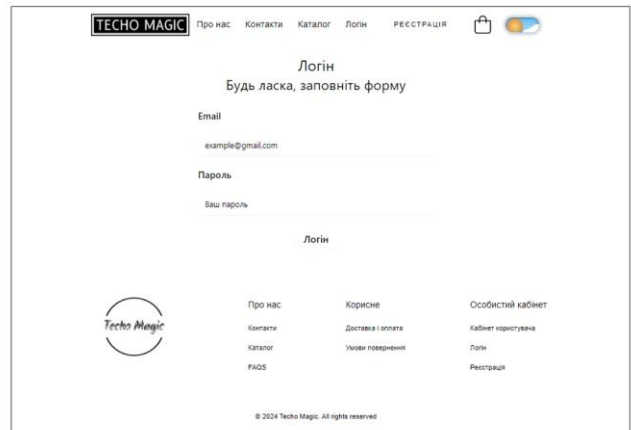 TECHO MAGIC Про нас Контакти Каталог Логін РЕЄСТРАЦІЯ
Логін
Будь ласка, заповніть форму
Email
example@gmail.com
Пароль
Ваш пароль
Логін
Techo Magic
Про нас Корисне Особистий кабінет
Контакти Доставка і оплата Кабінет користувача
Каталог Умови повернення Логін
FAQS Реєстрація
© 2024 Techo Magic. All rights reserved